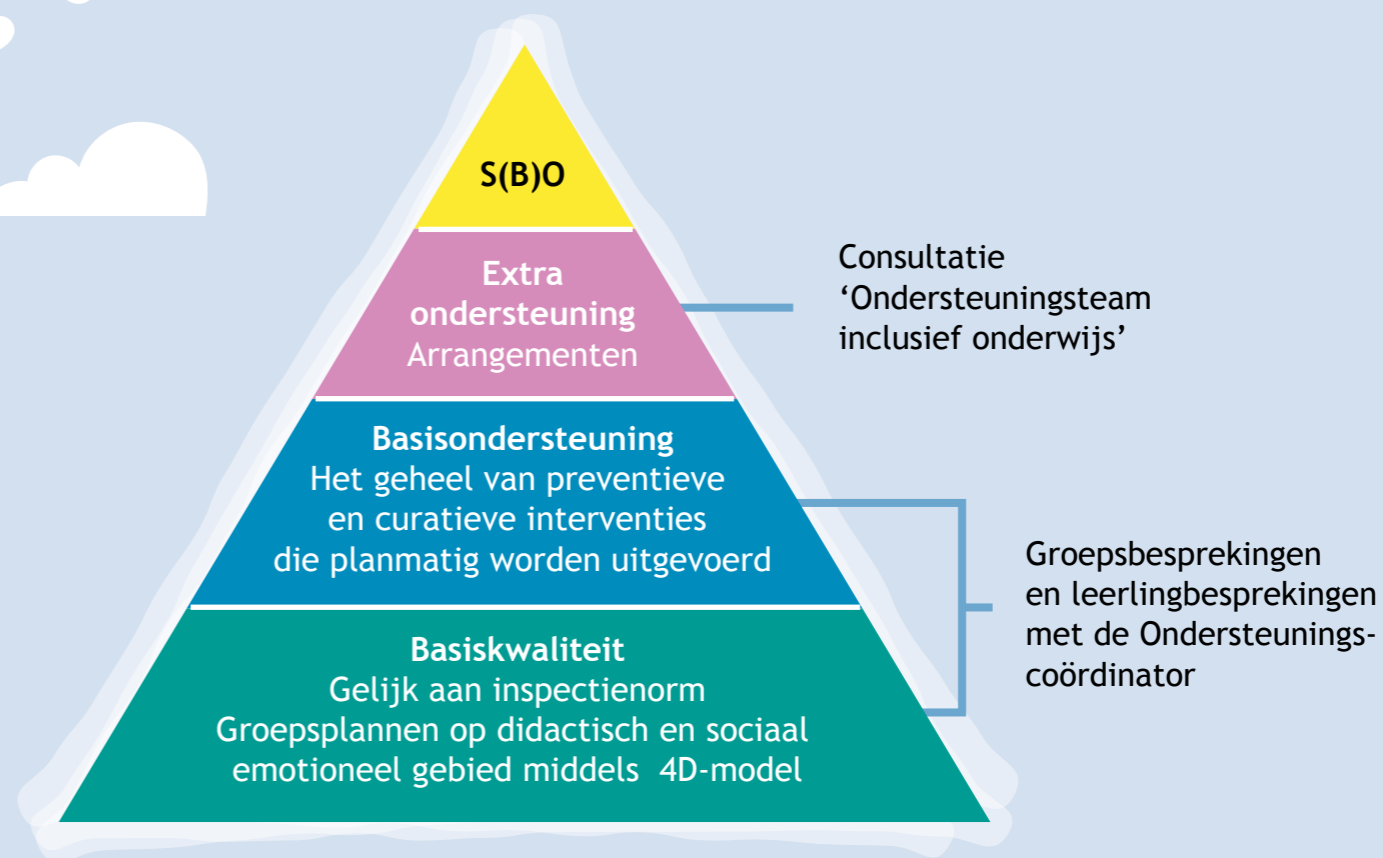 S(B)O
Extra
ondersteuning
Arrangementen
Consultatie
‘Ondersteuningsteam
inclusief onderwijs’
Basisondersteuning
Het geheel van preventieve
en curatieve interventies
die planmatig worden uitgevoerd
Groepsbesprekingen
en leerlingbesprekingen
met de Ondersteunings-
coördinator
Basiskwaliteit
Gelijk aan inspectienorm
Groepsplannen op didactisch en sociaal
emotioneel gebied middels 4D-model